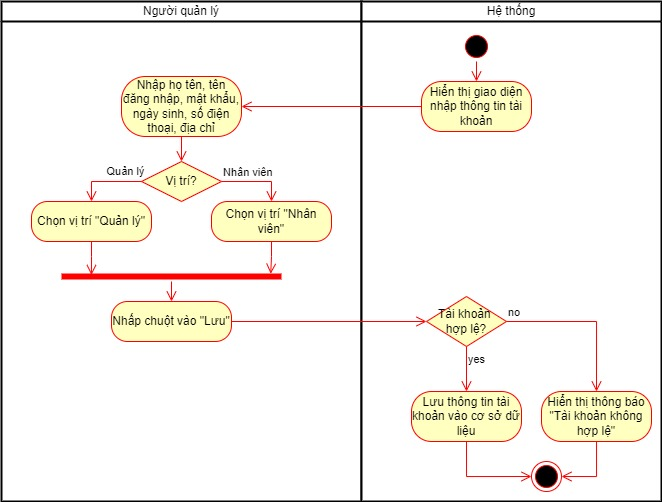 Người quản lý
Hệ thống
Hiển thị giao diện
nhập thông tin tài
khoản
Nhập họ tên, tên
đăng nhập, mật khẩu,
ngày sinh, số điện
thoại, địa chỉ
Quản lý
Vị trí?
Nhân viên
Chọn vị trí "Quản lý"
Chọn vị trí "Nhân
viên"
Nhấp chuột vào "Lưu"
Tài khoản
hợp lệ?
no
yes
Lưu thông tin tài
khoản vào cơ sở dữ
liệu
Hiển thị thông báo
"Tài khoản không
hợp lệ"